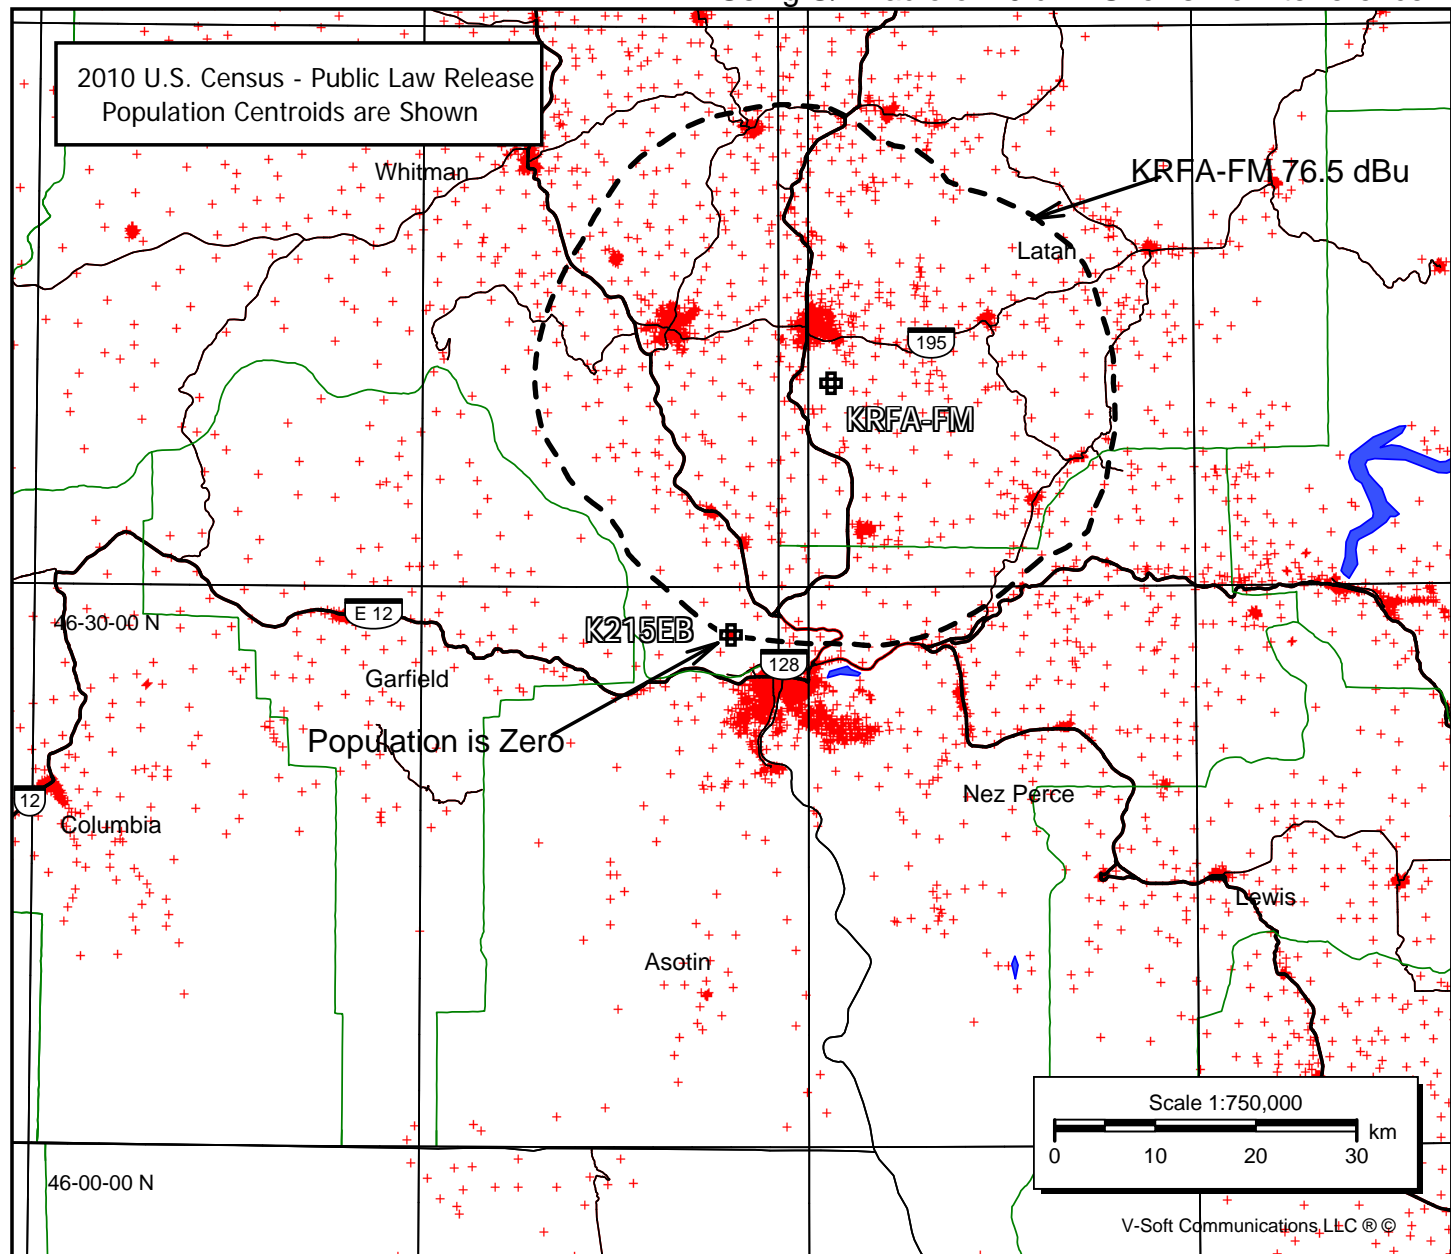 2010 U.S. Census - Public Law Release
Population Centroids are Shown
Whitman
KRFA-FM 76.5 dBu
Latah
195
KRFA-FM
E 12
46-30-00 N
K215EB
128
Garfield
Population is Zero
12
Columbia
Nez Perce
Lewis
Asotin
Scale 1:750,000
km
0 10 20 30
46-00-00 N
V-Soft Communications LLC ® ©